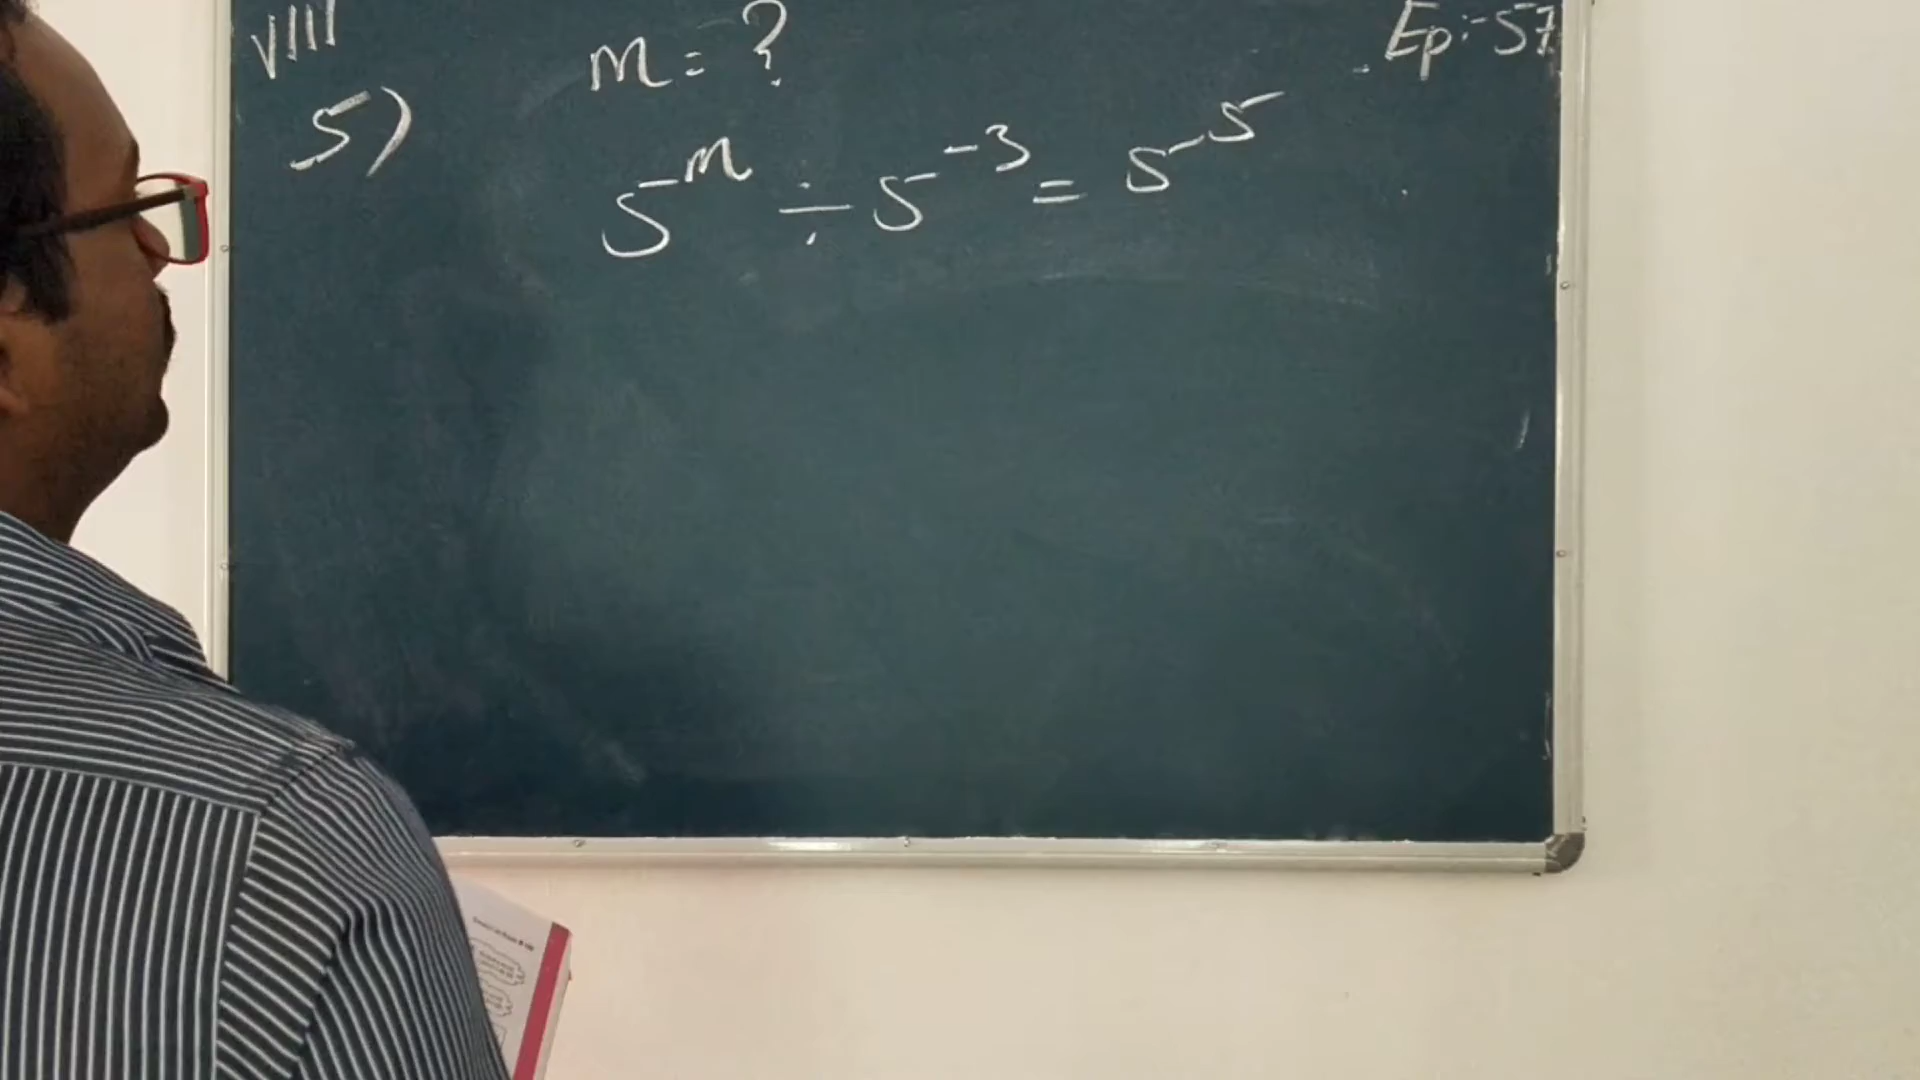 VIII
m = ?
Ep:-57
5)
5^m ÷ 5^-3 = 5^5